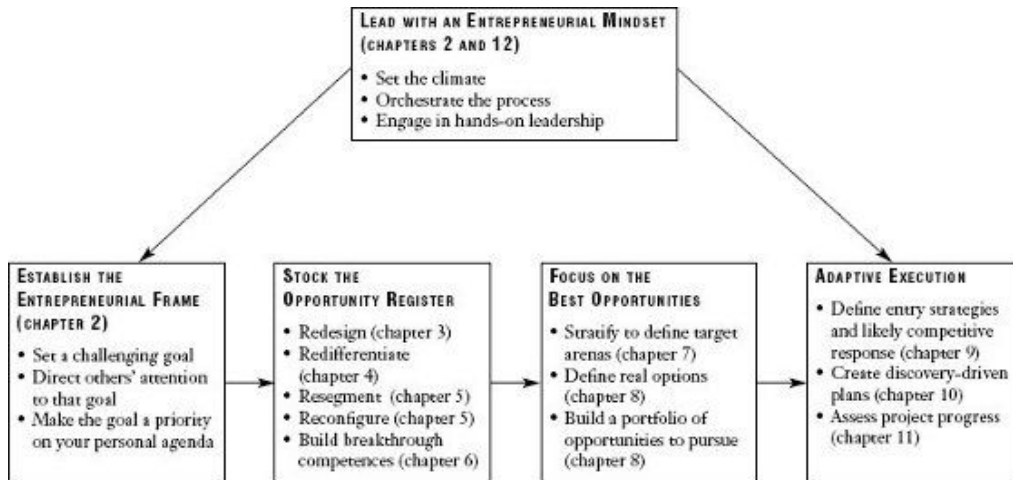 LEAD WITH AN ENTREPRENEURIAL MINDSET
(CHAPTERS 2 AND 12)
• Set the climate
• Orchestrate the process
• Engage in hands-on leadership
ESTABLISH THE
ENTREPRENEURIAL FRAME
(CHAPTER 2)
• Set a challenging goal
• Direct others' attention
to that goal
• Make the goal a priority
on your personal agenda
STOCK THE
OPPORTUNITY REGISTER
• Redesign (chapter 3)
• Redifferentiate
(chapter 4)
• Resegment (chapter 5)
• Reconfigure (chapter 5)
• Build breakthrough
competences (chapter 6)
FOCUS ON THE
BEST OPPORTUNITIES
• Stratify to define target
arenas (chapter 7)
• Define real options
(chapter 8)
• Build a portfolio of
opportunities to pursue
(chapter 8)
ADAPTIVE EXECUTION
• Define entry strategies
and likely competitive
response (chapter 9)
• Create discovery-driven
plans (chapter 10)
• Assess project progress
(chapter 11)